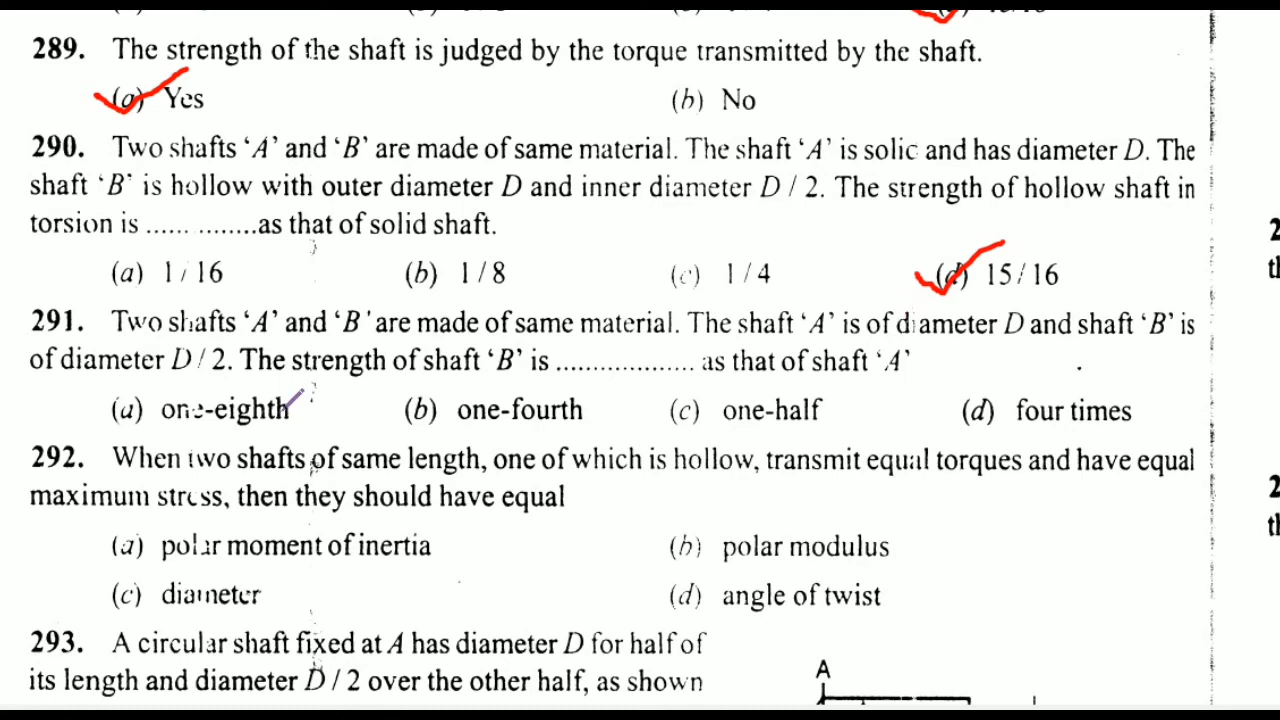 289. The strength of the shaft is judged by the torque transmitted by the shaft.
(a) Yes (b) No
290. Two shafts ‘A’ and ‘B’ are made of same material. The shaft ‘A’ is solic and has diameter D. The
shaft ‘B’ is hollow with outer diameter D and inner diameter D / 2. The strength of hollow shaft in
torsion is ...... ..............as that of solid shaft.
(a) 1 / 16 (b) 1 / 8 (c) 1 / 4 (d) 15 / 16
291. Two shafts ‘A’ and ‘B’ are made of same material. The shaft ‘A’ is of diameter D and shaft ‘B’ is
of diameter D / 2. The strength of shaft ‘B’ is .................... as that of shaft ‘A’
(a) one-eighth (b) one-fourth (c) one-half (d) four times
292. When two shafts of same length, one of which is hollow, transmit equal torques and have equal
maximum stress, then they should have equal
(a) polar moment of inertia (b) polar modulus
(c) diameter (d) angle of twist
293. A circular shaft fixed at A has diameter D for half of
its length and diameter D / 2 over the other half, as shown
A